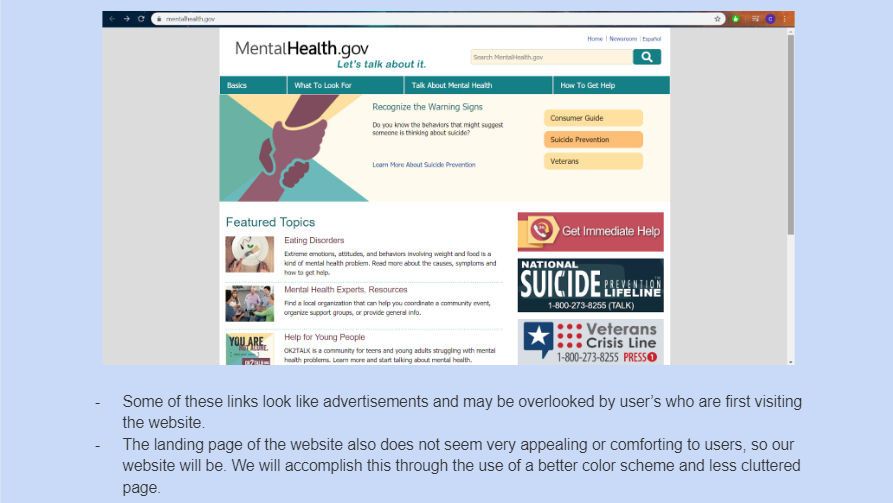 mentalhealth.gov
Home | Newsroom | Español
MentalHealth.gov
Let's talk about it.
Search MentalHealth.gov
Basics What To Look For Talk About Mental Health How To Get Help
Recognize the Warning Signs
Do you know the behaviors that might suggest
someone is thinking about suicide?
Learn More About Suicide Prevention
Consumer Guide
Suicide Prevention
Veterans
Featured Topics
Eating Disorders
Extreme emotions, attitudes, and behaviors involving weight and food is a
kind of mental health problem. Read more about the causes, symptoms and
how to get help.
Mental Health Experts, Resources
Find a local organization that can help you coordinate a community event,
organize support groups, or provide general info.
YOU ARE
NOT ALONE.
OK2TALK
Help for Young People
OK2TALK is a community for teens and young adults struggling with mental
health problems. Learn more and start talking about mental health.
Get Immediate Help
NATIONAL
SUICIDE PREVENTION
LIFELINE
1-800-273-8255 (TALK)
Veterans
Crisis Line
1-800-273-8255 PRESS 1
- Some of these links look like advertisements and may be overlooked by user's who are first visiting
the website.
- The landing page of the website also does not seem very appealing or comforting to users, so our
website will be. We will accomplish this through the use of a better color scheme and less cluttered
page.